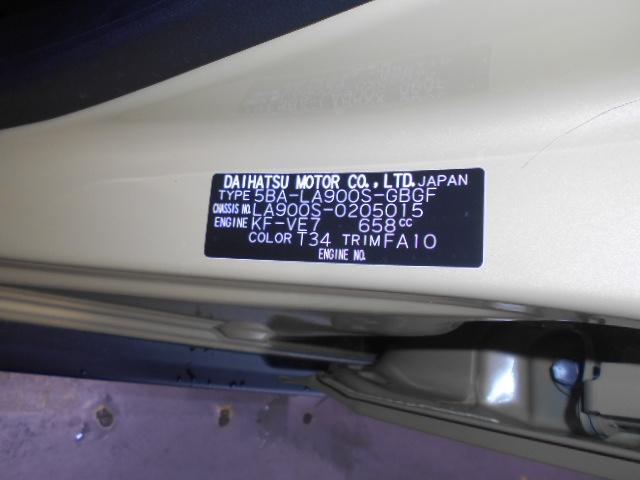 DAIHATSU MOTOR CO., LTD. JAPAN
TYPE 5BA-LA900S-GBGF
CHASSIS NO. LA900S-0205015
ENGINE KF-VE7 658cc
COLOR T34 TRIM FA10
ENGINE NO.